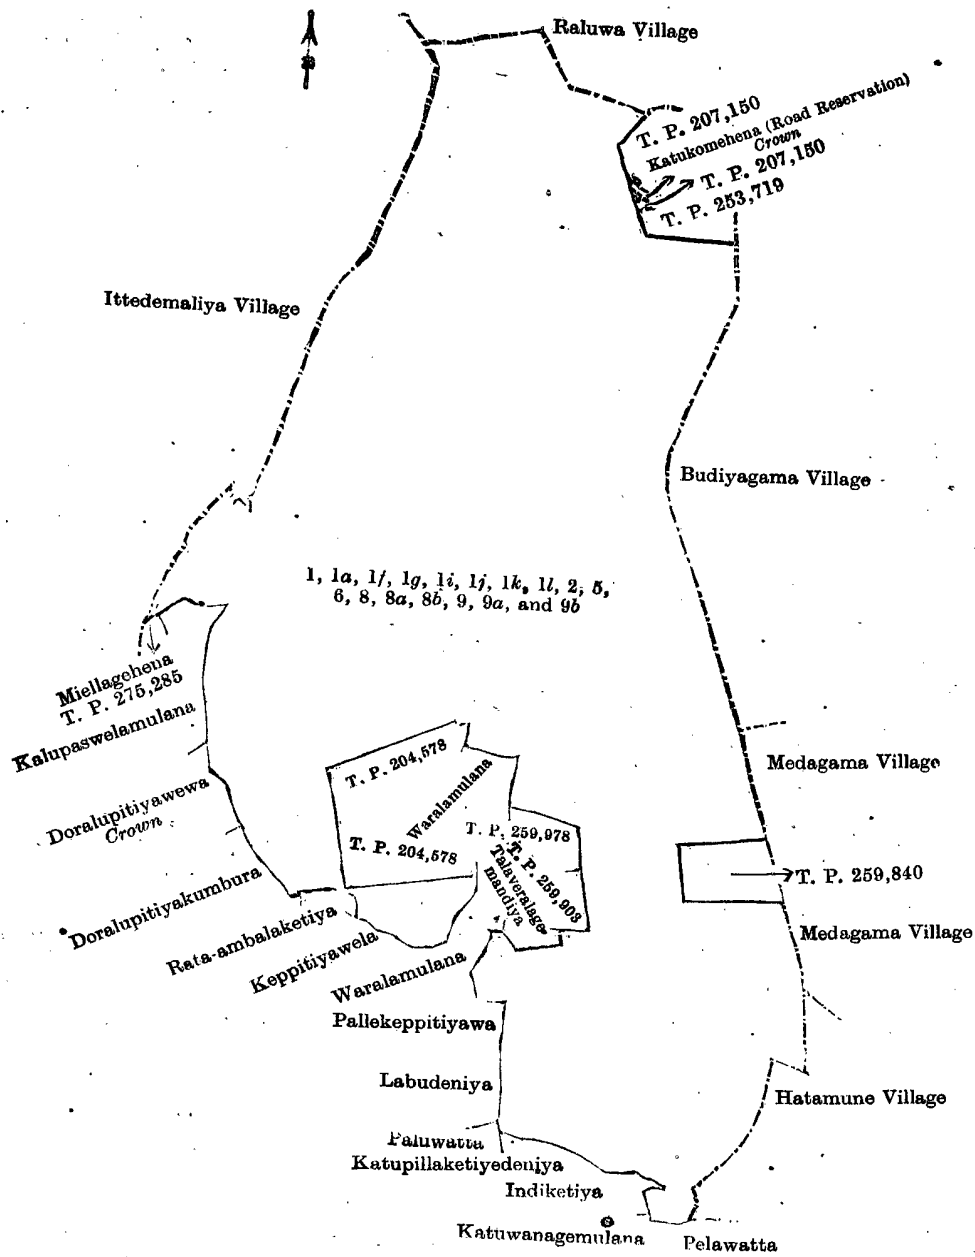 Raluwa Village
T. P. 207,150
Katukomehena (Road Reservation)
Crown
T. P. 207,150
T. P. 253,719
Ittedemaliya Village
Budiyagama Village
1, 1a, 1f, 1g, 1i, 1j, 1k, 1l, 2, 5,
6, 8, 8a, 8b, 9, 9a, and 9b
Miellagehena
T. P. 275,285
Kalupaswelamulana
T. P. 204,578
Waralamulana
Medagama Village
Doralupitiyawewa
Crown
T. P. 259,978
T. P. 204,578
T. P. 259,903
Talaveralage
mandiya
T. P. 259,840
Doralupitiyakumbura
Medagama Village
Rata-ambalaketiya
Keppitiyawela
Waralamulana
Pallekeppitiyawa
Labudeniya
Hatamune Village
Paluwatta
Katupillaketiyedeniya
Indiketiya
Katuwanagemulana
Pelawatta